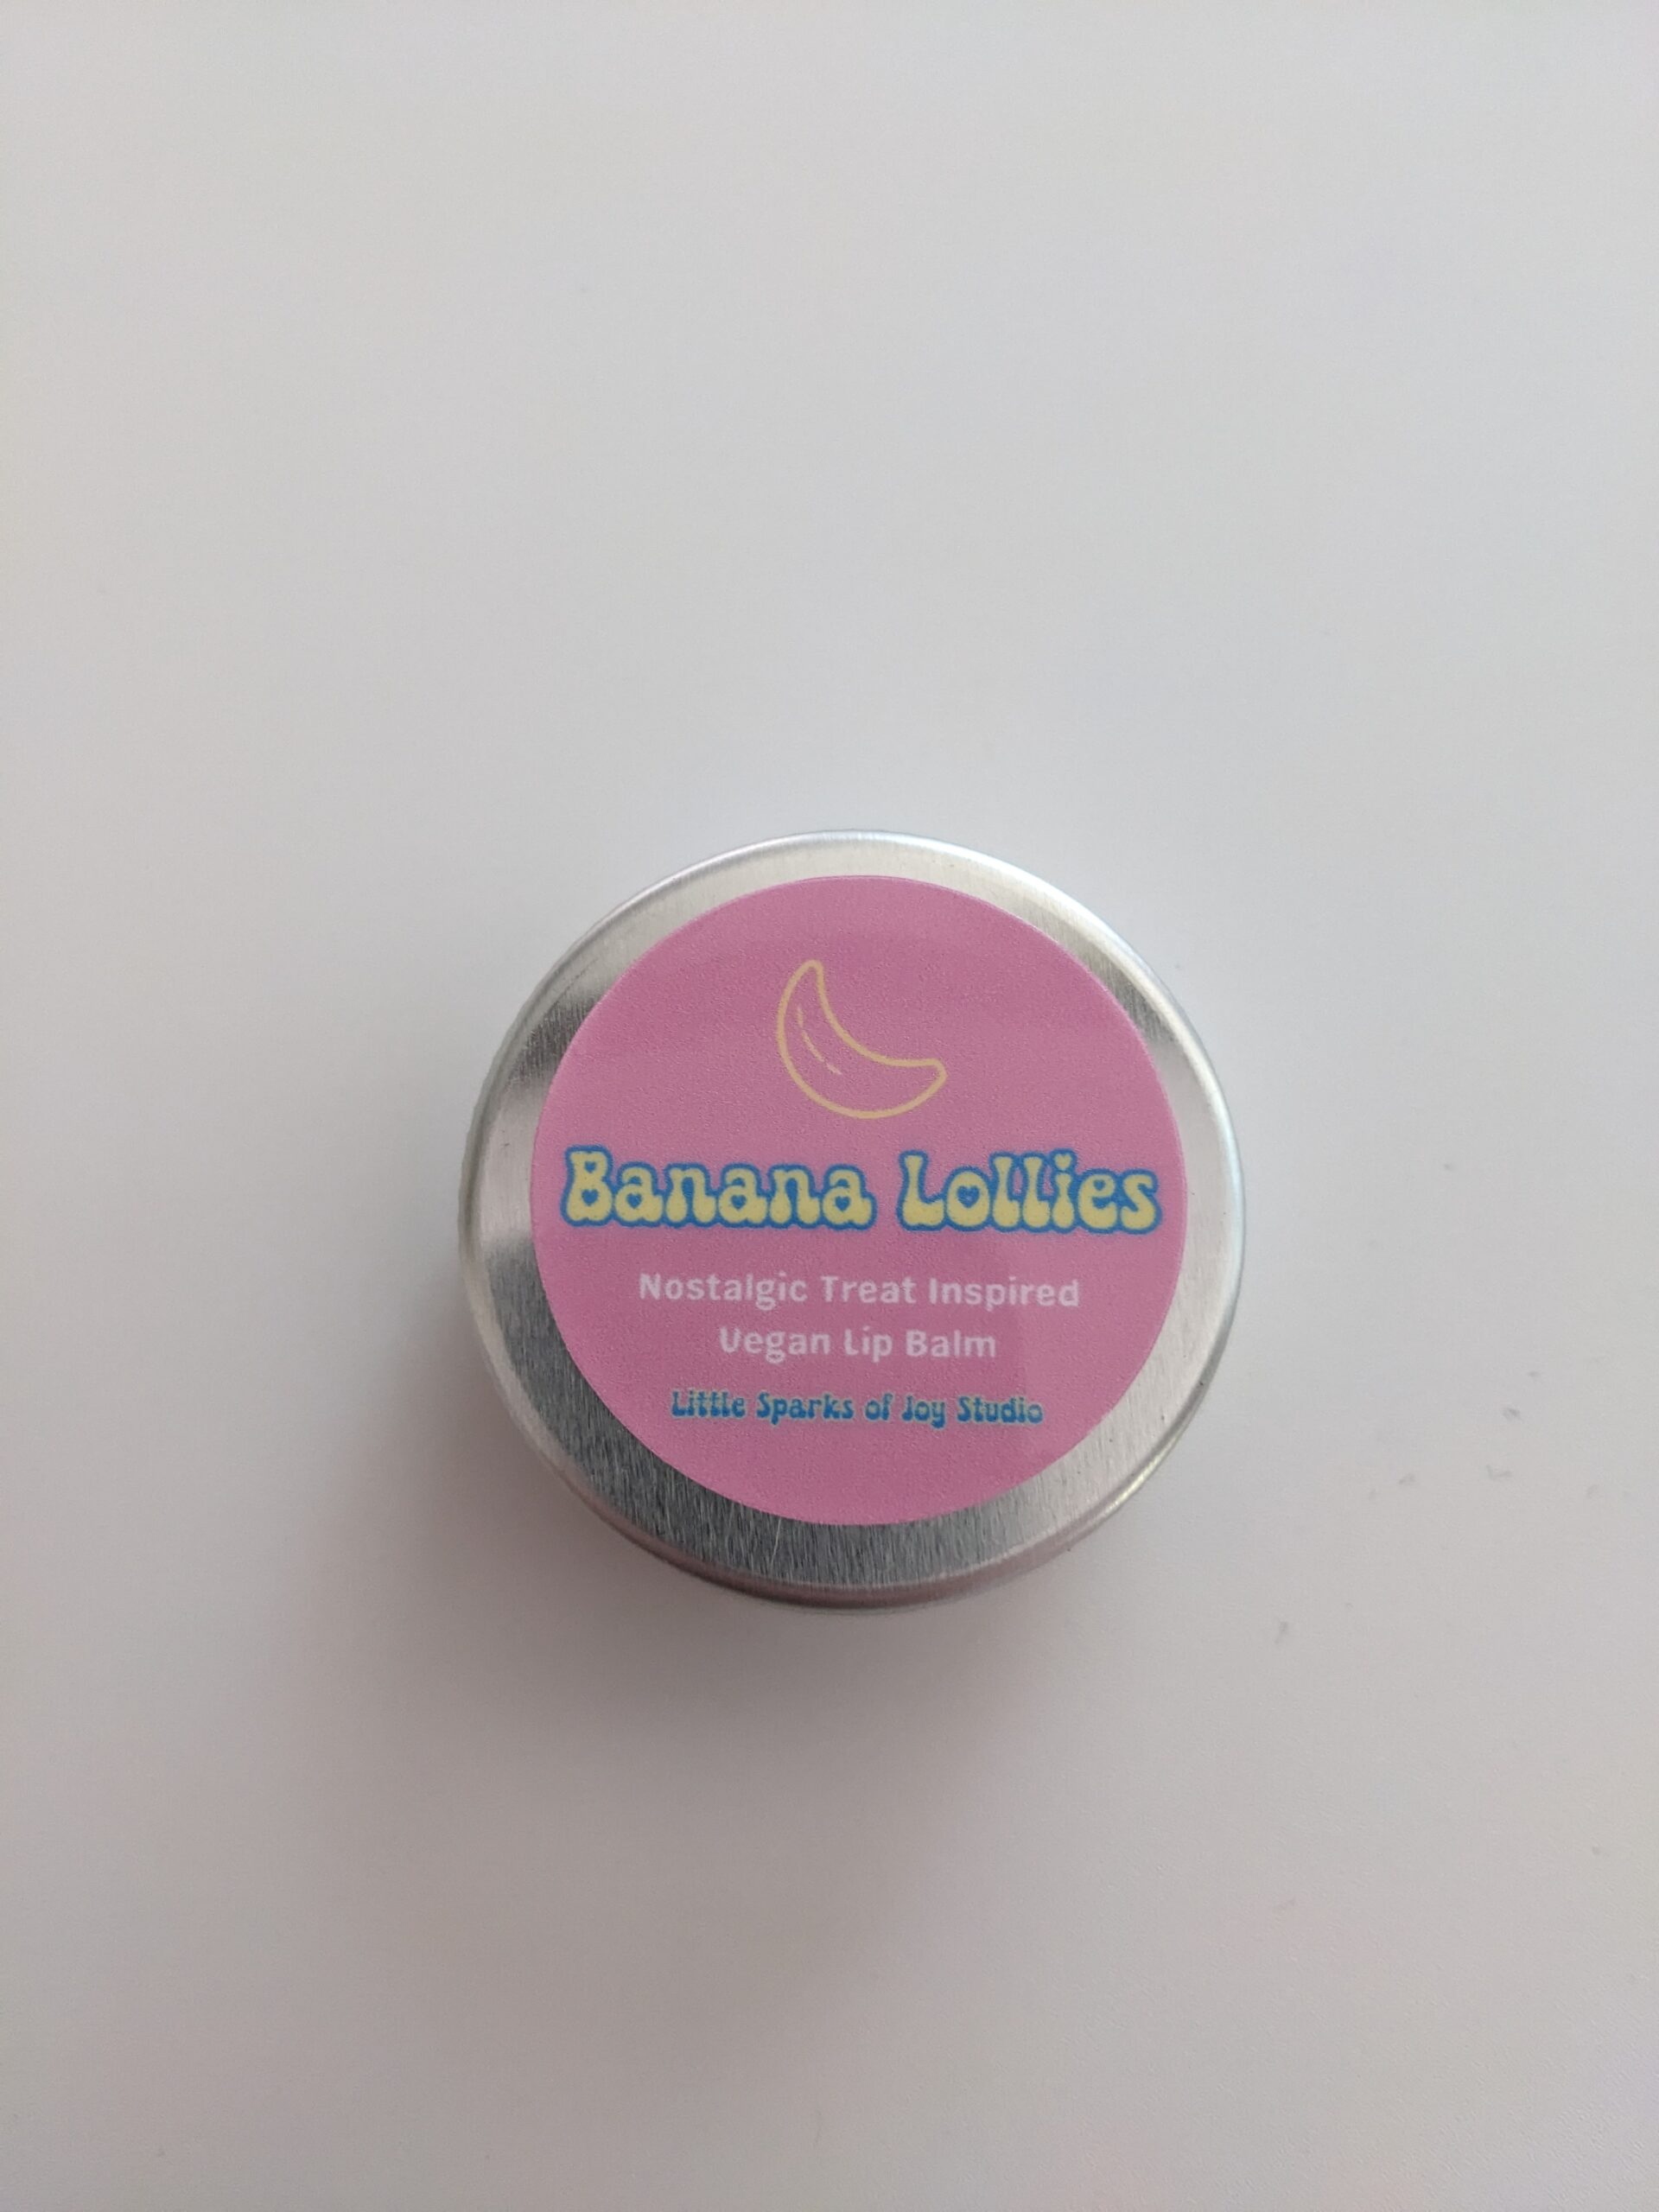 Banana Lollies
Nostalgic Treat Inspired
Vegan Lip Balm
Little Sparks of Joy Studio